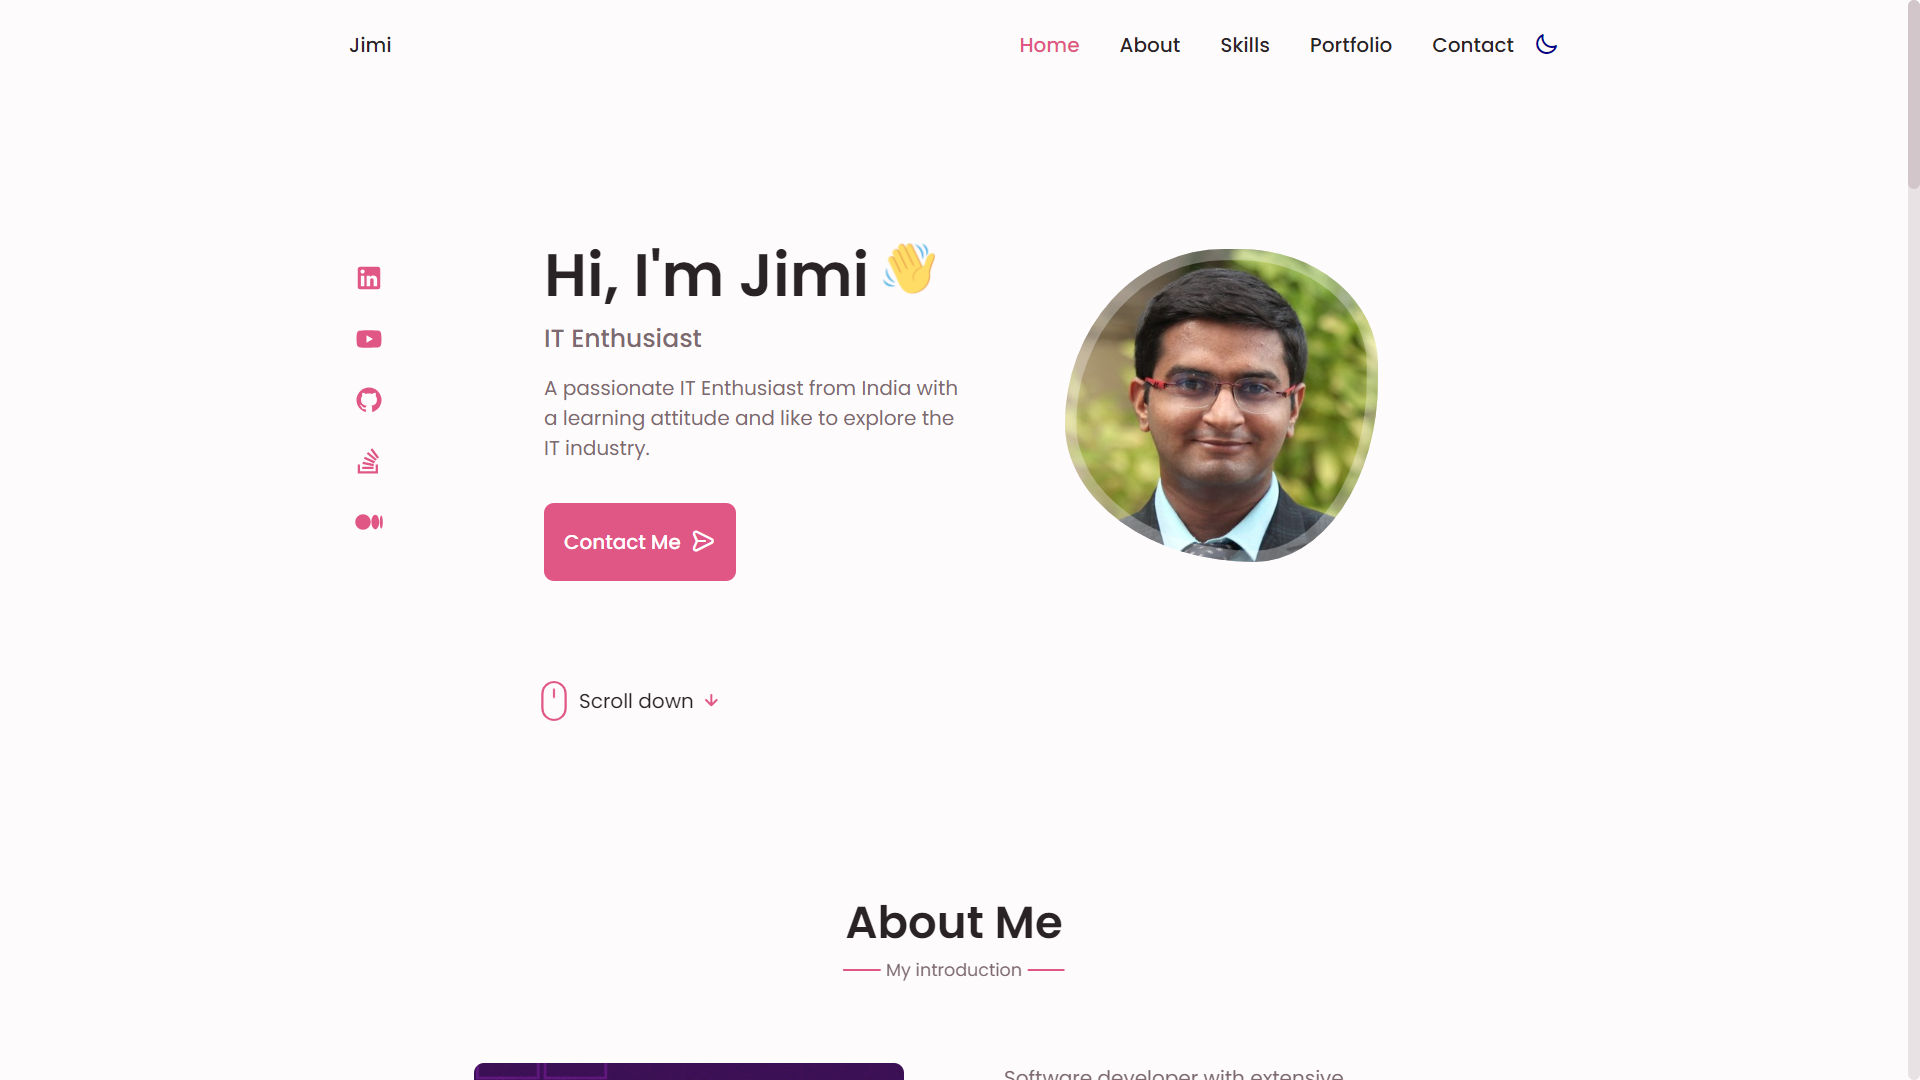 Jimi
Home
About
Skills
Portfolio
Contact
Hi, I'm Jimi
IT Enthusiast
A passionate IT Enthusiast from India with
a learning attitude and like to explore the
IT industry.
Contact Me
Scroll down
About Me
My introduction
Software developer with extensive